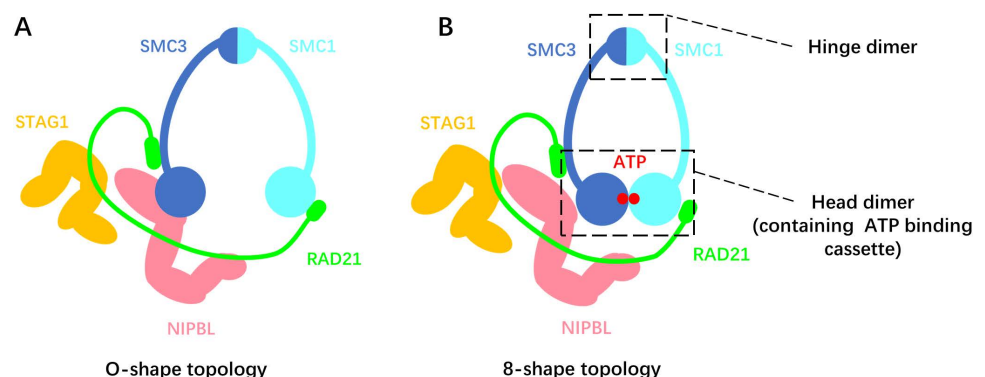 A
SMC3
SMC1
STAG1
RAD21
NIPBL
O-shape topology
B
SMC3
SMC1
Hinge dimer
STAG1
ATP
Head dimer
(containing ATP binding
cassette)
RAD21
NIPBL
8-shape topology